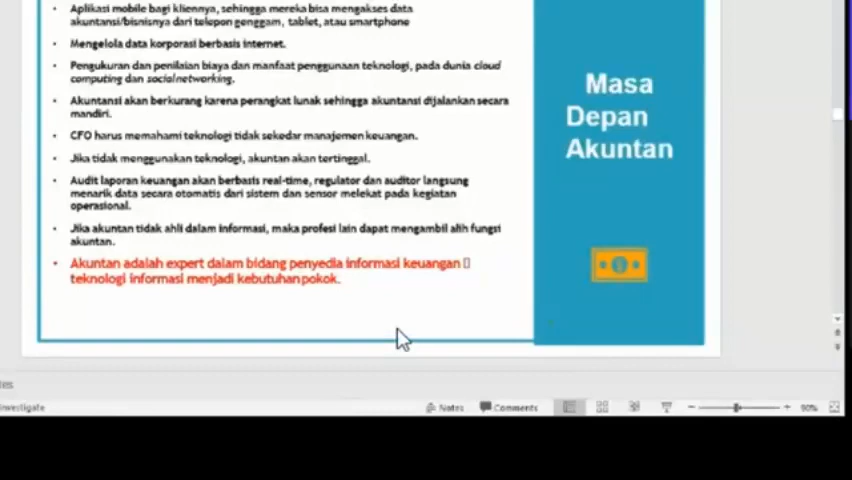 Aplikasi mobile bagi kliennya, sehingga mereka bisa mengakses data
akuntansi/bisnisnya dari telepon genggam, tablet, atau smartphone
Mengelola data korporasi berbasis internet.
Pengukuran dan penilaian biaya dan manfaat penggunaan teknologi, pada dunia cloud
computing dan socialnetworking.
Akuntansi akan berkurang karena perangkat lunak sehingga akuntansi dijalankan secara
mandiri.
CFO harus memahami teknologi tidak sekedar manajemen keuangan.
Jika tidak menggunakan teknologi, akuntan akan tertinggal.
Audit laporan keuangan akan berbasis real-time, regulator dan auditor langsung
menarik data secara otomatis dari sistem dan sensor melekat pada kegiatan
operasional.
Jika akuntan tidak ahli dalam informasi, maka profesi lain dapat mengambil alih fungsi
akuntan.
Akuntan adalah expert dalam bidang penyedia informasi keuangan
teknologi informasi menjadi kebutuhan pokok.
Masa
Depan
Akuntan
Notes
Comments
90%